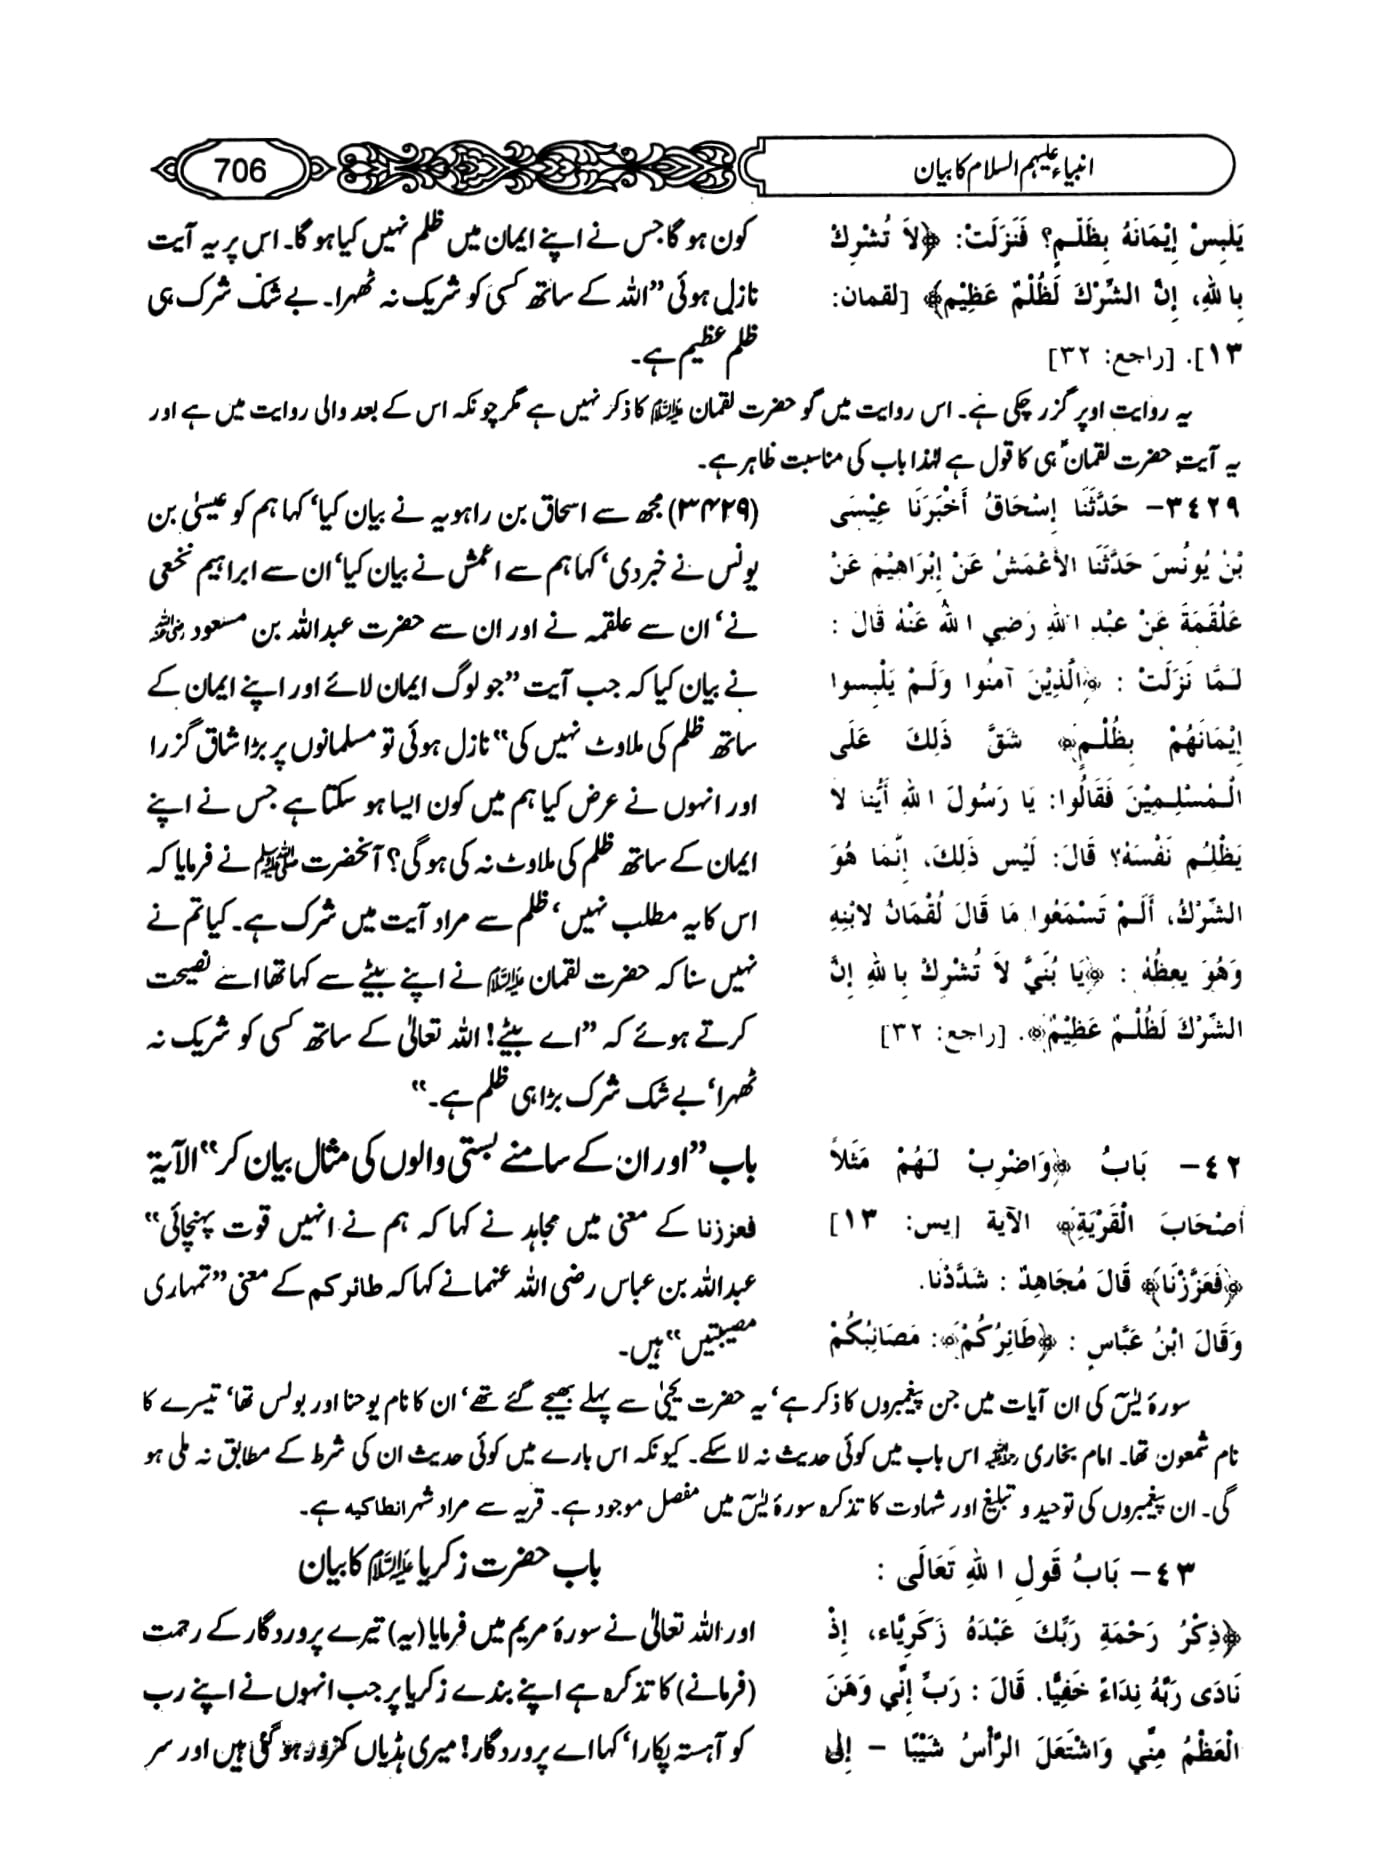 انبیاء علیہم السلام کا بیان
706
يَلْبِسْ إِيْمَانَهُ بِظُلْـمٍ؟ فَنَزَلَتْ: ﴿لاَ تُشْرِكْ
بِاللهِ، إِنَّ الشِّرْكَ لَظُلْمٌ عَظِيْم﴾ [لقمان:
١٣]. [راجع: ٣٢]
کون ہو گا جس نے اپنے ایمان میں ظلم نہیں کیا ہو گا۔ اس پر یہ آیت
نازل ہوئی ”اللہ کے ساتھ کسی کو شریک نہ ٹھہرا۔ بے شک شرک ہی
ظلم عظیم ہے۔
یہ روایت اوپر گزر چکی ہے۔ اس روایت میں گو حضرت لقمان علیہ السلام کا ذکر نہیں ہے مگر چونکہ اس کے بعد والی روایت میں ہے اور
یہ آیت حضرت لقمانؑ ہی کا قول ہے لہٰذا باب کی مناسبت ظاہر ہے۔
٣٤٢٩- حَدَّثَنَا إِسْحَاقُ أَخْبَرَنَا عِيْسَى
بْنُ يُونُسَ حَدَّثَنَا الأَعْمَشُ عَنْ إِبْرَاهِيْمَ عَنْ
عَلْقَمَةَ عَنْ عَبْدِ اللهِ رَضِيَ اللهُ عَنْهُ قَالَ :
لَـمَّا نَزَلَتْ : ﴿الَّذِيْنَ آمَنُوا وَلَـمْ يَلْبِسوا
إِيْمَانَهُمْ بِظُلْـمٍ﴾ شَقَّ ذَلِكَ عَلَى
الْـمُسْلِـمِيْنَ فَقَالُوا: يَا رَسُولَ اللهِ أَيُّنَا لا
يَظْلِـُم نَفْسَهُ؟ قَالَ: لَيْس ذَلِكَ، إِنَّمَا هُوَ
الشِّرْكُ، أَلَـمْ تَسْمَعُوا مَا قَالَ لُقْمَانُ لابْنِهِ
وَهُوَ يعِظُهُ : ﴿يَا بُنَيَّ لاَ تُشْرِكْ بِاللهِ إِنَّ
الشِّرْكَ لَظُلْـمٌ عَظِيْمٌ﴾. [راجع: ٣٢]
(۳۴۲۹) مجھ سے اسحاق بن راہویہ نے بیان کیا‘ کہا ہم کو عیسیٰ بن
یونس نے خبر دی‘ کہا ہم سے اعمش نے بیان کیا‘ ان سے ابراہیم نخعی
نے‘ ان سے علقمہ نے اور ان سے حضرت عبداللہ بن مسعود رضی اللہ عنہ
نے بیان کیا کہ جب آیت ”جو لوگ ایمان لائے اور اپنے ایمان کے
ساتھ ظلم کی ملاوٹ نہیں کی“ نازل ہوئی تو مسلمانوں پر بڑا شاق گزرا
اور انہوں نے عرض کیا ہم میں کون ایسا ہو سکتا ہے جس نے اپنے
ایمان کے ساتھ ظلم کی ملاوٹ نہ کی ہوگی؟ آنحضرت صلی اللہ علیہ وسلم نے فرمایا کہ
اس کا یہ مطلب نہیں‘ ظلم سے مراد آیت میں شرک ہے۔ کیا تم نے
نہیں سنا کہ حضرت لقمان علیہ السلام نے اپنے بیٹے سے کہا تھا اسے نصیحت
کرتے ہوئے کہ ”اے بیٹے! اللہ تعالیٰ کے ساتھ کسی کو شریک نہ
ٹھہرا‘ بے شک شرک بڑا ہی ظلم ہے۔“
٤٢- بَابُ ﴿وَاضْرِبْ لَـهُمْ مَثَلاً
أَصْحَابَ الْقَرْيَةِ﴾ الآية [يس: ١٣]
﴿فَعَزَّزْنَا﴾ قَالَ مُجَاهِدٌ : شَدَّدْنَا.
وَقَالَ ابْنُ عَبَّاسٍ : ﴿طَائِرُكُمْ﴾: مَصَائِبُكُمْ
باب ”اور ان کے سامنے بستی والوں کی مثال بیان کر“ الآیۃ
فعززنا کے معنی میں مجاہد نے کہا کہ ہم نے انہیں قوت پہنچائی“
عبداللہ بن عباس رضی اللہ عنہما نے کہا کہ طائرکم کے معنی ”تمہاری
مصیبتیں“ ہیں۔
سورۂ یٰسٓ کی ان آیات میں جن پیغمبروں کا ذکر ہے‘ یہ حضرت یحییٰ سے پہلے بھیجے گئے تھے‘ ان کا نام یوحنا اور بولس تھا‘ تیسرے کا
نام شمعون تھا۔ امام بخاری رحمۃ اللہ علیہ اس باب میں کوئی حدیث نہ لا سکے۔ کیونکہ اس بارے میں کوئی حدیث ان کی شرط کے مطابق نہ ملی ہو
گی۔ ان پیغمبروں کی توحید و تبلیغ اور شہادت کا تذکرہ سورۂ یٰسٓ میں مفصل موجود ہے۔ قریہ سے مراد شہر انطاکیہ ہے۔
٤٣- بَابُ قَولِ اللهِ تَعَالَى :
﴿ذِكْرُ رَحْمَةِ رَبِّكَ عَبْدَهُ زَكَرِيَّاء، إِذْ
نَادَى رَبَّهُ نِدَاءً خَفِيًّا. قَالَ : رَبِّ إِنِّي وَهَنَ
الْعَظْمُ مِنِّي وَاشْتَعَلَ الرَّأْسُ شَيْبًا – إِلَى
باب حضرت زکریا علیہ السلام کا بیان
اور اللہ تعالیٰ نے سورۂ مریم میں فرمایا (یہ) تیرے پروردگار کے رحمت
(فرمانے) کا تذکرہ ہے اپنے بندے زکریا پر جب انہوں نے اپنے رب
کو آہستہ پکارا‘ کہا اے پروردگار! میری ہڈیاں کمزور ہو گئی ہیں اور سر